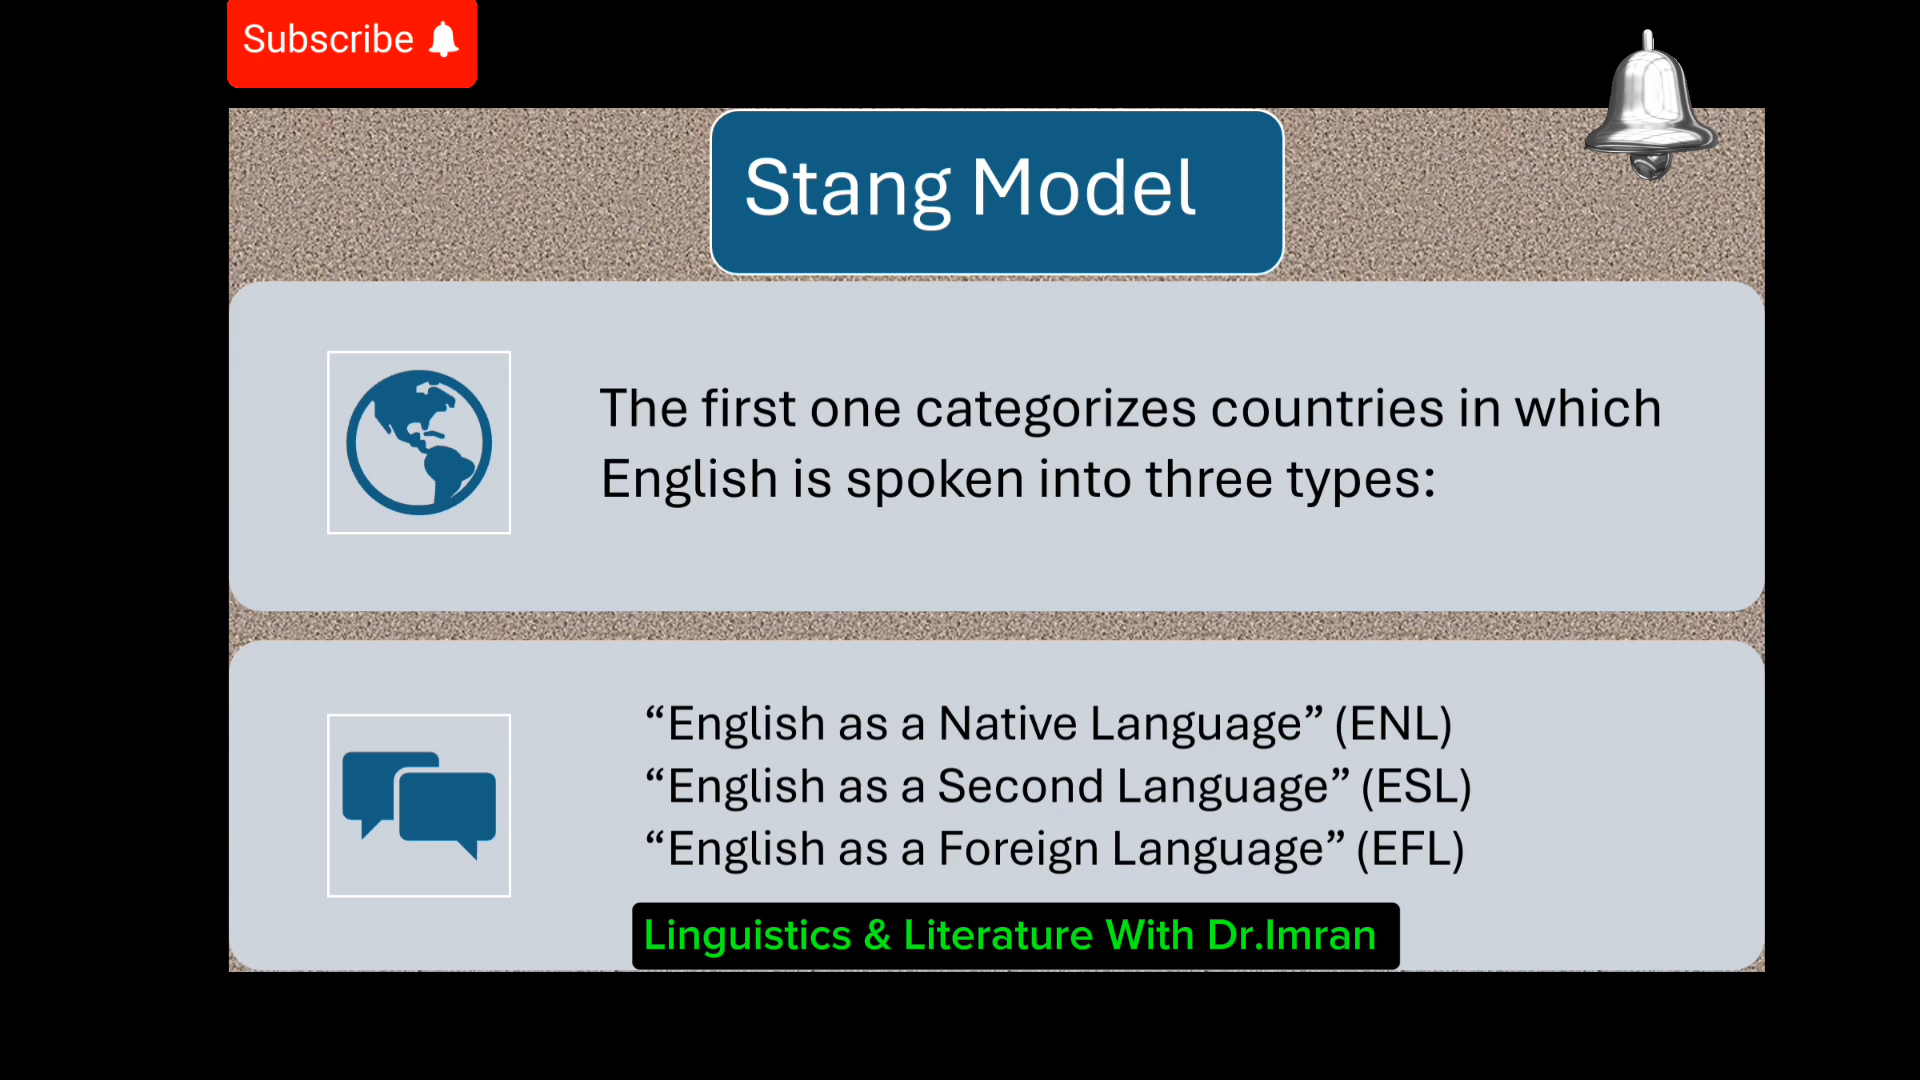 Subscribe
Stang Model
The first one categorizes countries in which
English is spoken into three types:
“English as a Native Language” (ENL)
“English as a Second Language” (ESL)
“English as a Foreign Language” (EFL)
Linguistics & Literature With Dr.Imran